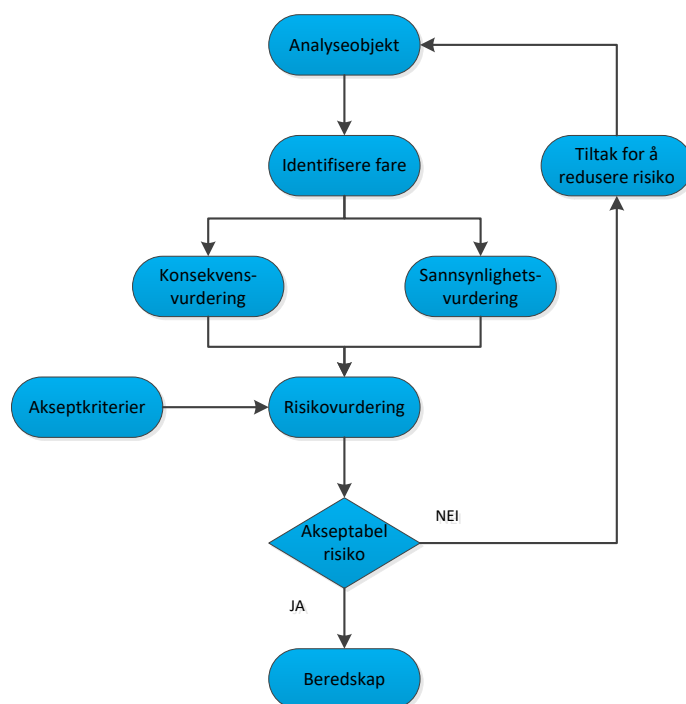 Analyseobjekt
Identifisere fare
Tiltak for å
redusere risiko
Konsekvens-
vurdering
Sannsynlighets-
vurdering
Akseptkriterier
Risikovurdering
Akseptabel
risiko
NEI
JA
Beredskap